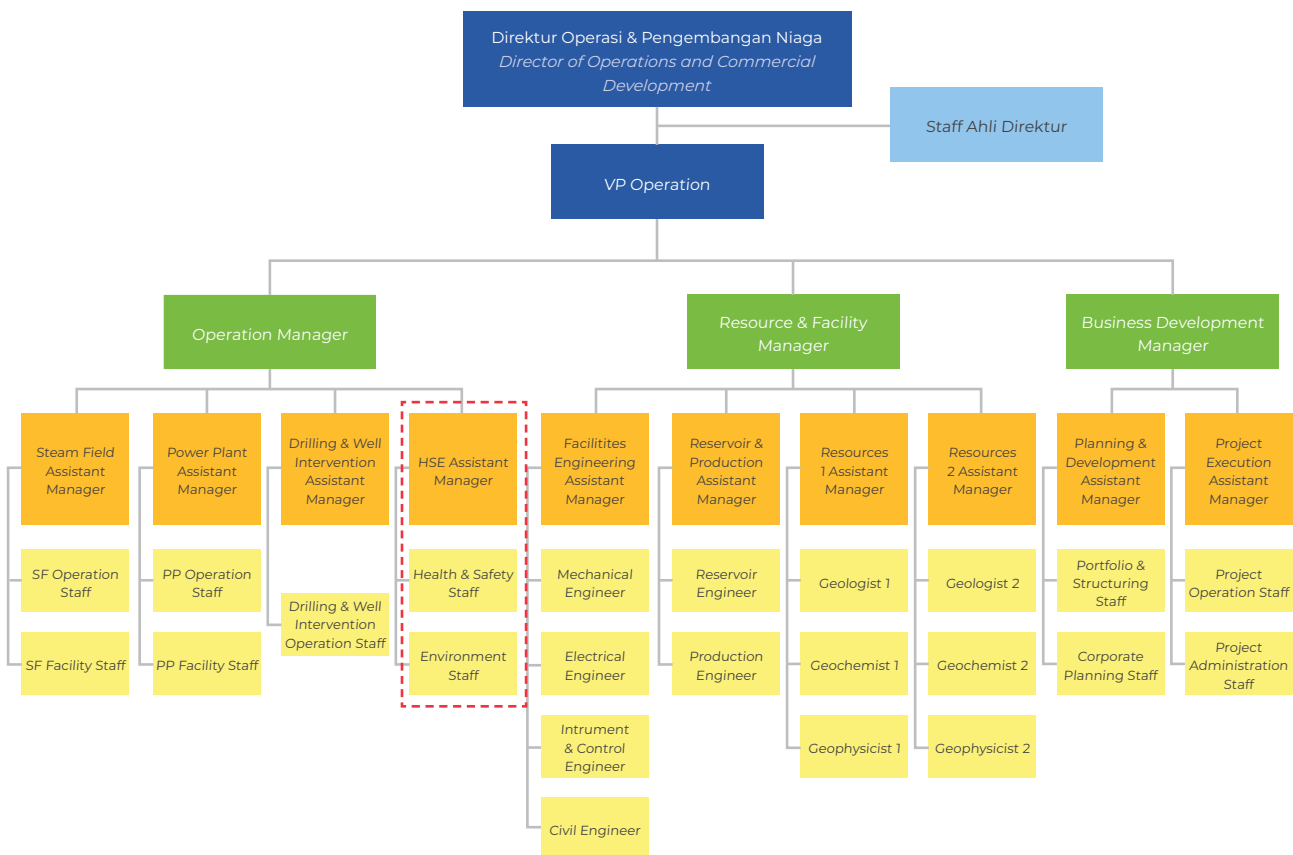 Direktur Operasi & Pengembangan Niaga
Director of Operations and Commercial
Development
Staff Ahli Direktur
VP Operation
Operation Manager
Resource & Facility
Manager
Business Development
Manager
Steam Field
Assistant
Manager
Power Plant
Assistant
Manager
Drilling & Well
Intervention
Assistant
Manager
HSE Assistant
Manager
Facilitites
Engineering
Assistant
Manager
Reservoir &
Production
Assistant
Manager
Resources
1 Assistant
Manager
Resources
2 Assistant
Manager
Planning &
Development
Assistant
Manager
Project
Execution
Assistant
Manager
SF Operation
Staff
PP Operation
Staff
Drilling & Well
Intervention
Operation Staff
Health & Safety
Staff
Mechanical
Engineer
Reservoir
Engineer
Geologist 1
Geologist 2
Portfolio &
Structuring
Staff
Project
Operation Staff
SF Facility Staff
PP Facility Staff
Environment
Staff
Electrical
Engineer
Production
Engineer
Geochemist 1
Geochemist 2
Corporate
Planning Staff
Project
Administration
Staff
Intrument
& Control
Engineer
Geophysicist 1
Geophysicist 2
Civil Engineer